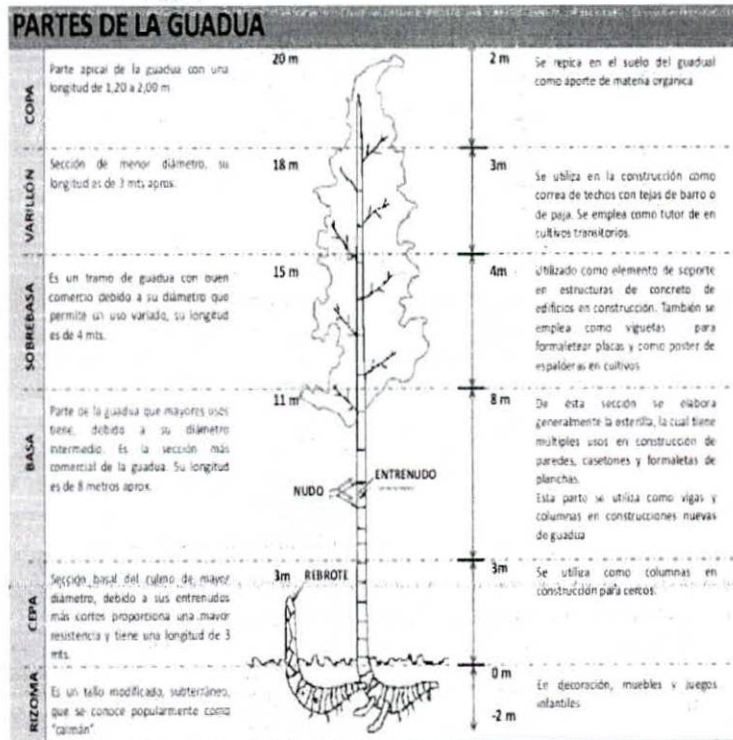 PARTES DE LA GUADUA
COPA
Parte apical de la guadua con una
longitud de 1,20 a 2,00 m
20 m
2 m
Se repica en el suelo del guadual
como aporte de materia organica
VARILLÓN
Sección de menor diámetro, su
longitud es de 3 mts aprox.
18 m
3m
Se utiliza en la construcción como
correa de techos con tejas de barro o
de paja. Se emplea como tutor de en
cultivos transitorios.
SOBREBASA
Es un tramo de guadua con buen
comercio debido a su diámetro que
permite un uso variado, su longitud
es de 4 mts.
15 m
4m
Utilizado como elemento de soporte
en estructuras de concreto de
edificios en construcción. También se
emplea como viguetas para
formaletear placas y como poster de
espalderas en cultivos
BASA
Parte de la guadua que mayores usos
tiene, debido a su diámetro
intermedio. Es la sección más
comercial de la guadua. Su longitud
es de 8 metros aprox.
11 m
8 m
De esta sección se elabora
generalmente la esterilla, la cual tiene
múltiples usos en construcción de
paredes, casetones y formaletas de
planchas.
Esta parte se utiliza como vigas y
columnas en construcciones nuevas
de guadua
NUDO
ENTRENUDO
CEPA
Sección basal del culmo de mayor
diámetro, debido a sus entrenudos
más cortos proporciona una mayor
resistencia y tiene una longitud de 3
mts.
3m
REBROTE
3m
Se utiliza como columnas en
construcción para cercos.
RIZOMA
Es un tallo modificado, subterráneo,
que se conoce popularmente como
"caimán"
0 m
-2 m
En decoración, muebles y juegos
infantiles